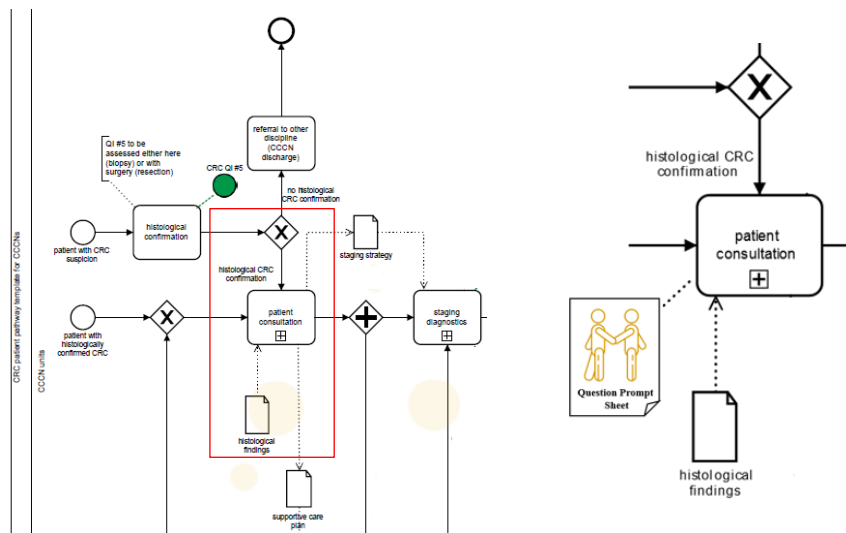 CRC patient pathway template for CCCNs
CCCN units
referral to other
discipline
(CCCN
discharge)
QI #5 to be
assessed either here
(biopsy) or with
surgery (resection)
CRC QI #5
no histological
CRC confirmation
histological
confirmation
patient with CRC
suspicion
X
staging strategy
histological CRC
confirmation
patient with
histologically
confirmed CRC
X
patient
consultation
staging
diagnostics
histological
findings
supportive care
plan
X
histological CRC
confirmation
patient
consultation
Question Prompt
Sheet
histological
findings